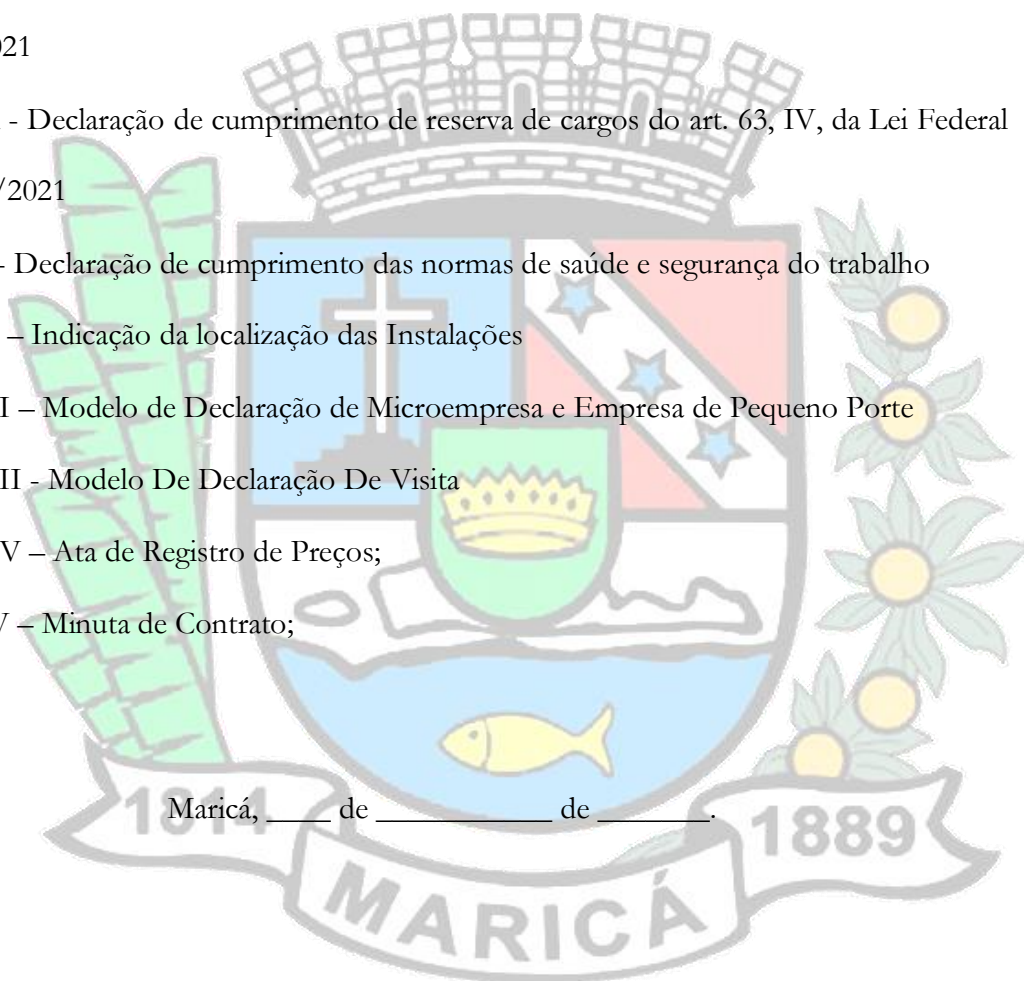 021
- Declaração de cumprimento de reserva de cargos do art. 63, IV, da Lei Federal
/2021
- Declaração de cumprimento das normas de saúde e segurança do trabalho
– Indicação da localização das Instalações
I – Modelo de Declaração de Microempresa e Empresa de Pequeno Porte
II - Modelo De Declaração De Visita
V – Ata de Registro de Preços;
V – Minuta de Contrato;
Maricá, ____ de ___________ de _______.
1814
1889
MARICÁ